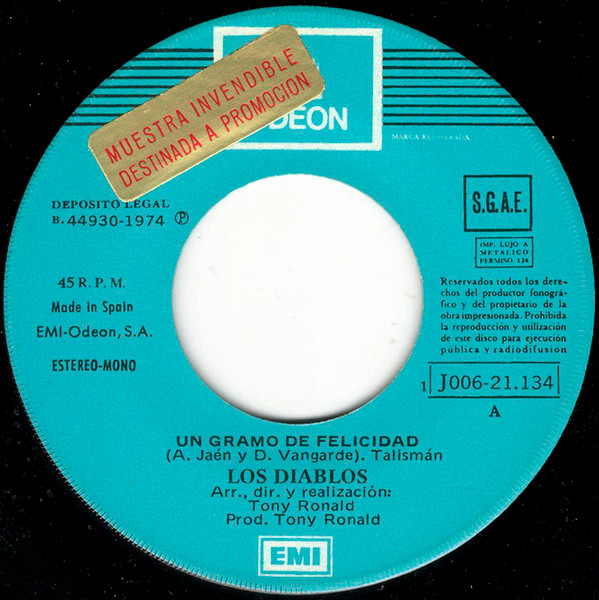 MUESTRA INVENDIBLE
DESTINADA A PROMOCION
ODEON
MARCA REGISTRADA
DEPOSITO LEGAL
B. 44930-1974 Ⓟ
S.G.A.E.
IMP. LUJO A
METALICO
PERMISO 124
45 R. P. M.
Made in Spain
EMI-Odeon, S.A.
ESTEREO-MONO
Reservados todos los dere-
chos del productor fonográ-
fico y del propietario de la
obra impresionada. Prohibida
la reproducción y utilización
de este disco para ejecución
pública y radiodifusión
1 J006-21.134
A
UN GRAMO DE FELICIDAD
(A. Jaén y D. Vangarde). Talismán
LOS DIABLOS
Arr., dir. y realización:
Tony Ronald
Prod. Tony Ronald
EMI